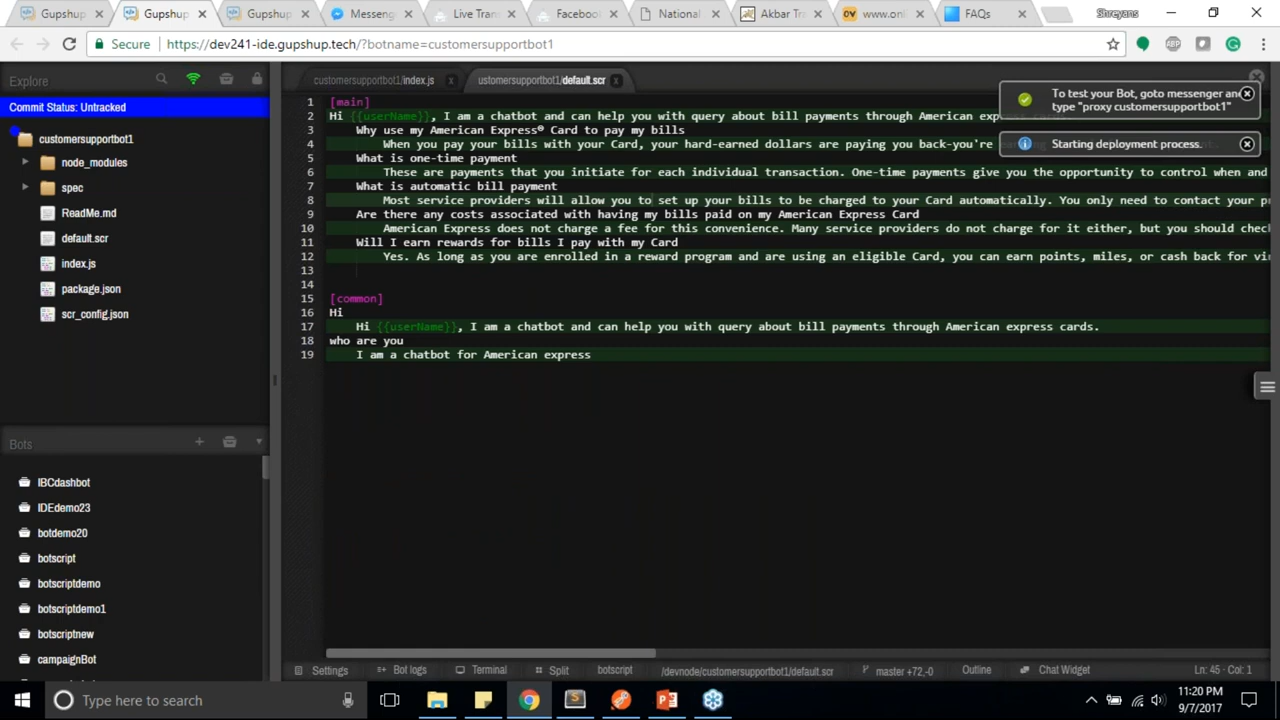 Gupshup
Gupshup
Gupshup
Messeng
Live Tran
Facebook
National
Akbar Tra
www.onl
FAQs
Shreyans
Secure
https://dev241-ide.gupshup.tech/?botname=customersupportbot1
Explore
Commit Status: Untracked
customersupportbot1
node_modules
spec
ReadMe.md
default.scr
index.js
package.json
scr_config.json
Bots
IBCdashbot
IDEdemo23
botdemo20
botscript
botscriptdemo
botscriptdemo1
botscriptnew
campaignBot
customersupportbot1/index.js x
ustomersupportbot1/default.scr x
1 [main]
2 Hi {{userName}}, I am a chatbot and can help you with query about bill payments through American express cards.
3 Why use my American Express® Card to pay my bills
4 When you pay your bills with your Card, your hard-earned dollars are paying you back-you're
5 What is one-time payment
6 These are payments that you initiate for each individual transaction. One-time payments give you the opportunity to control when and
7 What is automatic bill payment
8 Most service providers will allow you to set up your bills to be charged to your Card automatically. You only need to contact your pr
9 Are there any costs associated with having my bills paid on my American Express Card
10 American Express does not charge a fee for this convenience. Many service providers do not charge for it either, but you should chec
11 Will I earn rewards for bills I pay with my Card
12 Yes. As long as you are enrolled in a reward program and are using an eligible Card, you can earn points, miles, or cash back for vir
13
14
15 [common]
16 Hi
17 Hi {{userName}}, I am a chatbot and can help you with query about bill payments through American express cards.
18 who are you
19 I am a chatbot for American express
To test your Bot, goto messenger and
type "proxy customersupportbot1"
Starting deployment process.
Settings
Bot logs
Terminal
Split
botscript
/devnode/customersupportbot1/default.scr
master +72,-0
Outline
Chat Widget
Ln: 45 - Col: 1
Type here to search
11:20 PM
9/7/2017